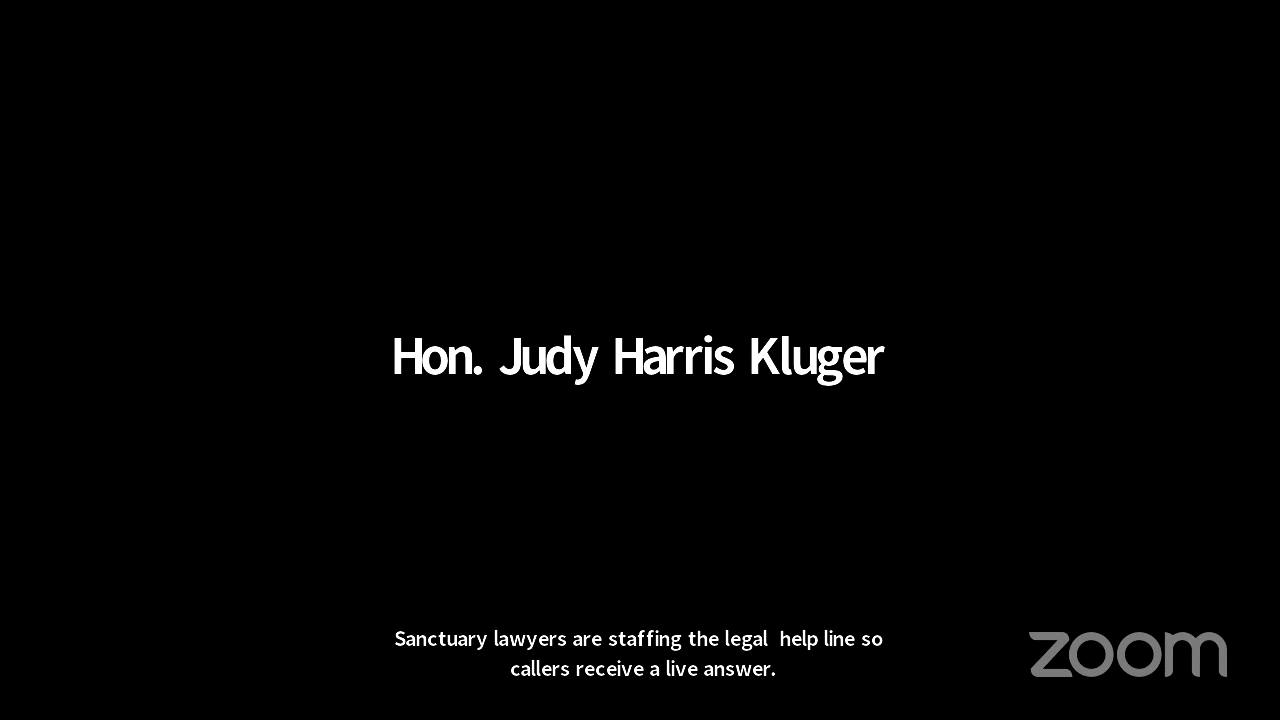 Hon. Judy Harris Kluger
Sanctuary lawyers are staffing the legal  help line so
callers receive a live answer.
zoom